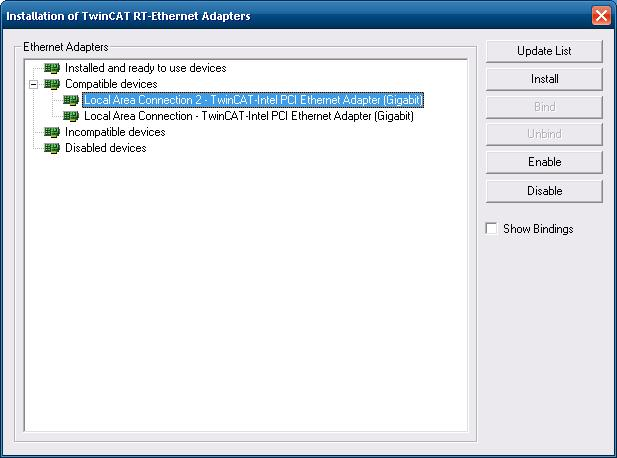 Installation of TwinCAT RT-Ethernet Adapters
Ethernet Adapters
Installed and ready to use devices
Compatible devices
Local Area Connection 2 - TwinCAT-Intel PCI Ethernet Adapter (Gigabit)
Local Area Connection - TwinCAT-Intel PCI Ethernet Adapter (Gigabit)
Incompatible devices
Disabled devices
Update List
Install
Bind
Unbind
Enable
Disable
Show Bindings